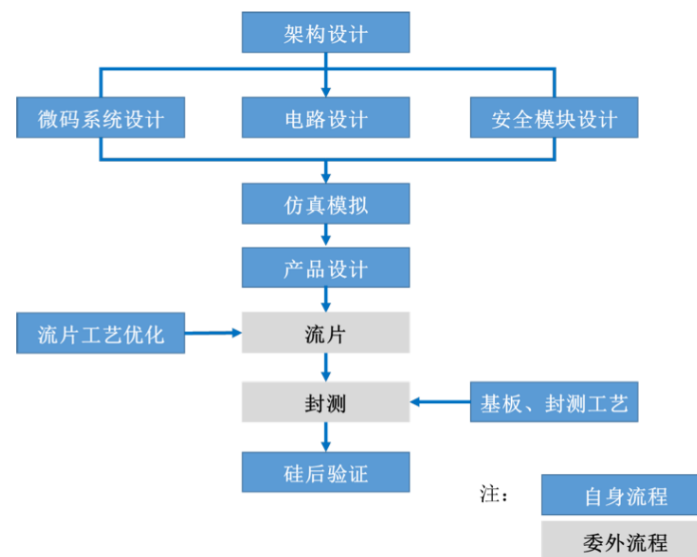 架构设计
微码系统设计
电路设计
安全模块设计
仿真模拟
产品设计
流片工艺优化
流片
封测
基板、封测工艺
硅后验证
注：
自身流程
委外流程